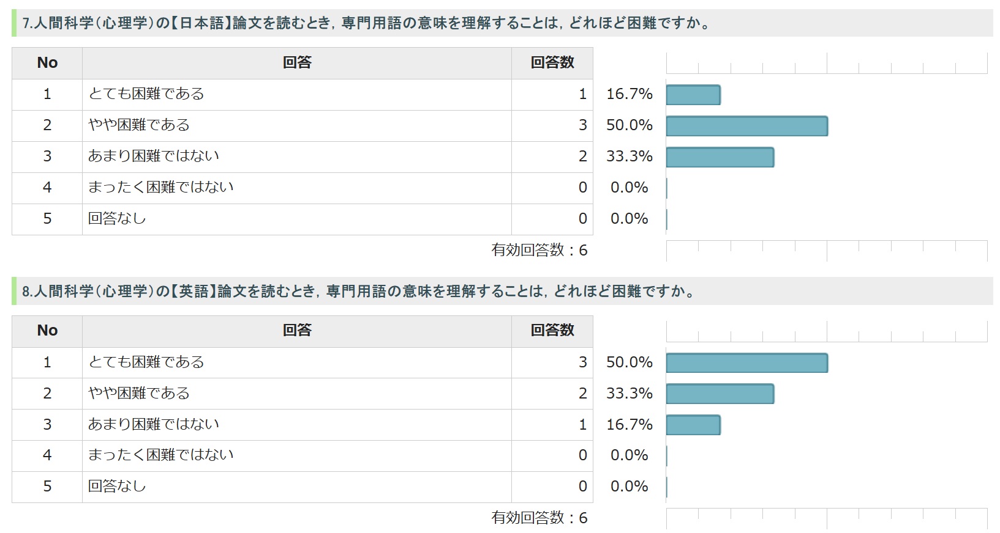 7.人間科学（心理学）の【日本語】論文を読むとき，専門用語の意味を理解することは，どれほど困難ですか。
No 回答 回答数
1 とても困難である 1 16.7%
2 やや困難である 3 50.0%
3 あまり困難ではない 2 33.3%
4 まったく困難ではない 0 0.0%
5 回答なし 0 0.0%
有効回答数：6
8.人間科学（心理学）の【英語】論文を読むとき，専門用語の意味を理解することは，どれほど困難ですか。
No 回答 回答数
1 とても困難である 3 50.0%
2 やや困難である 2 33.3%
3 あまり困難ではない 1 16.7%
4 まったく困難ではない 0 0.0%
5 回答なし 0 0.0%
有効回答数：6